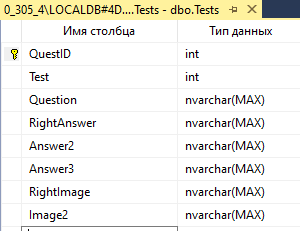 0_305_4\LOCALDB#4D....Tests - dbo.Tests
Имя столбца Тип данных
QuestID int
Test int
Question nvarchar(MAX)
RightAnswer nvarchar(MAX)
Answer2 nvarchar(MAX)
Answer3 nvarchar(MAX)
RightImage nvarchar(MAX)
Image2 nvarchar(MAX)